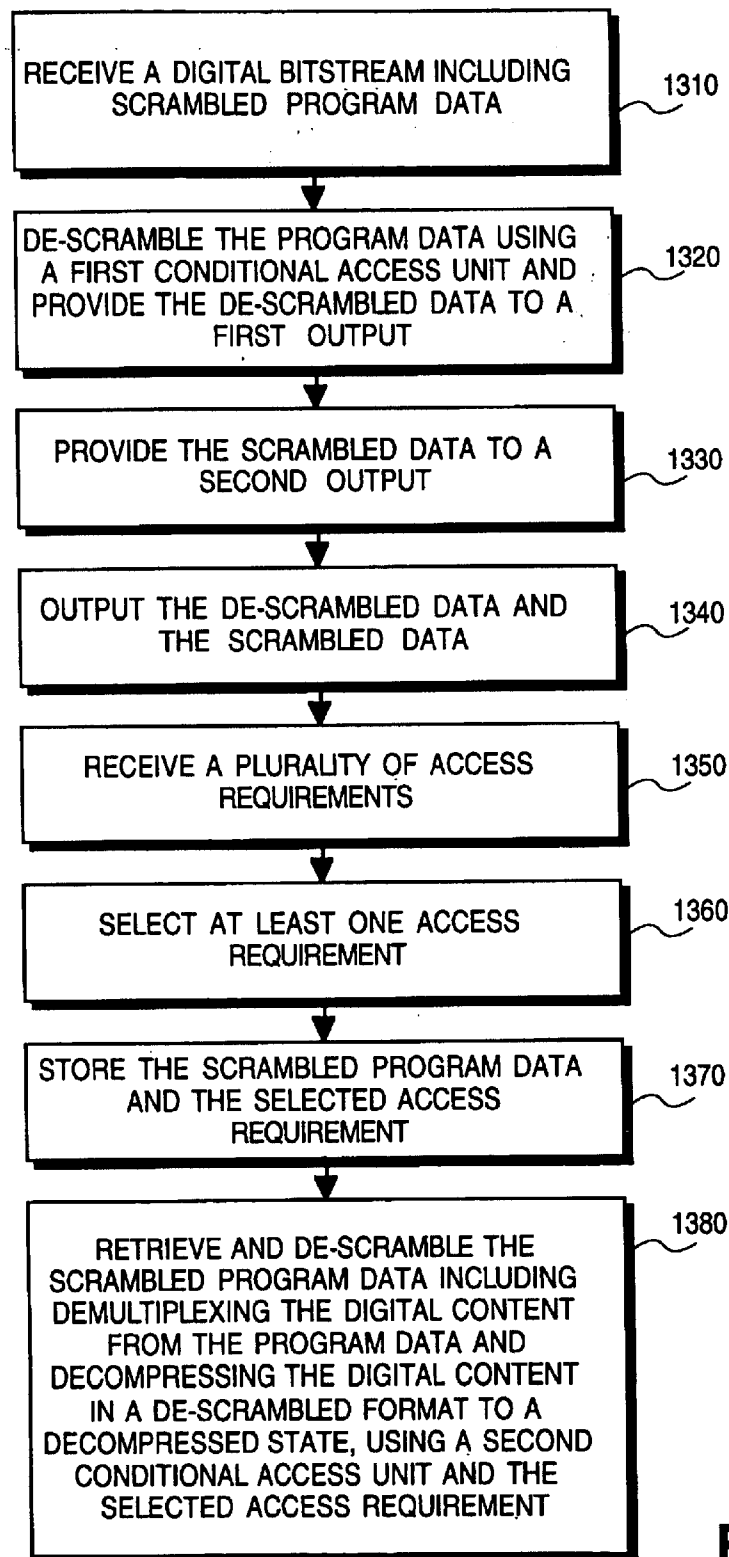 RECEIVE A DIGITAL BITSTREAM INCLUDING
SCRAMBLED PROGRAM DATA
1310
DE-SCRAMBLE THE PROGRAM DATA USING
A FIRST CONDITIONAL ACCESS UNIT AND
PROVIDE THE DE-SCRAMBLED DATA TO A
FIRST OUTPUT
1320
PROVIDE THE SCRAMBLED DATA TO A
SECOND OUTPUT
1330
OUTPUT THE DE-SCRAMBLED DATA AND
THE SCRAMBLED DATA
1340
RECEIVE A PLURALITY OF ACCESS
REQUIREMENTS
1350
SELECT AT LEAST ONE ACCESS
REQUIREMENT
1360
STORE THE SCRAMBLED PROGRAM DATA
AND THE SELECTED ACCESS
REQUIREMENT
1370
RETRIEVE AND DE-SCRAMBLE THE
SCRAMBLED PROGRAM DATA INCLUDING
DEMULTIPLEXING THE DIGITAL CONTENT
FROM THE PROGRAM DATA AND
DECOMPRESSING THE DIGITAL CONTENT
IN A DE-SCRAMBLED FORMAT TO A
DECOMPRESSED STATE, USING A SECOND
CONDITIONAL ACCESS UNIT AND THE
SELECTED ACCESS REQUIREMENT
1380